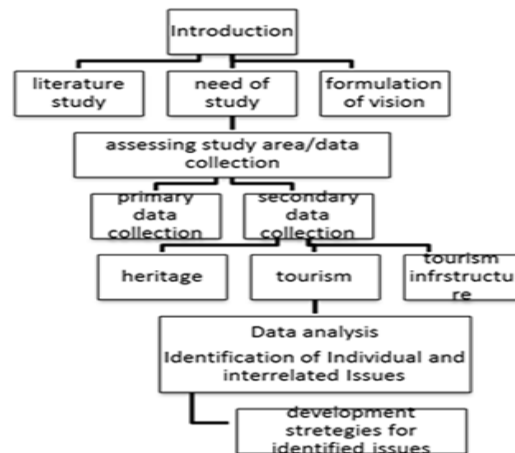 Introduction
literature
study
need of
study
formulation
of vision
assessing study area/data
collection
primary
data
collection
secondary
data
collection
heritage
tourism
tourism
infrstructu
re
Data analysis
Identification of Individual and
interrelated Issues
development
stretegies for
identified issues